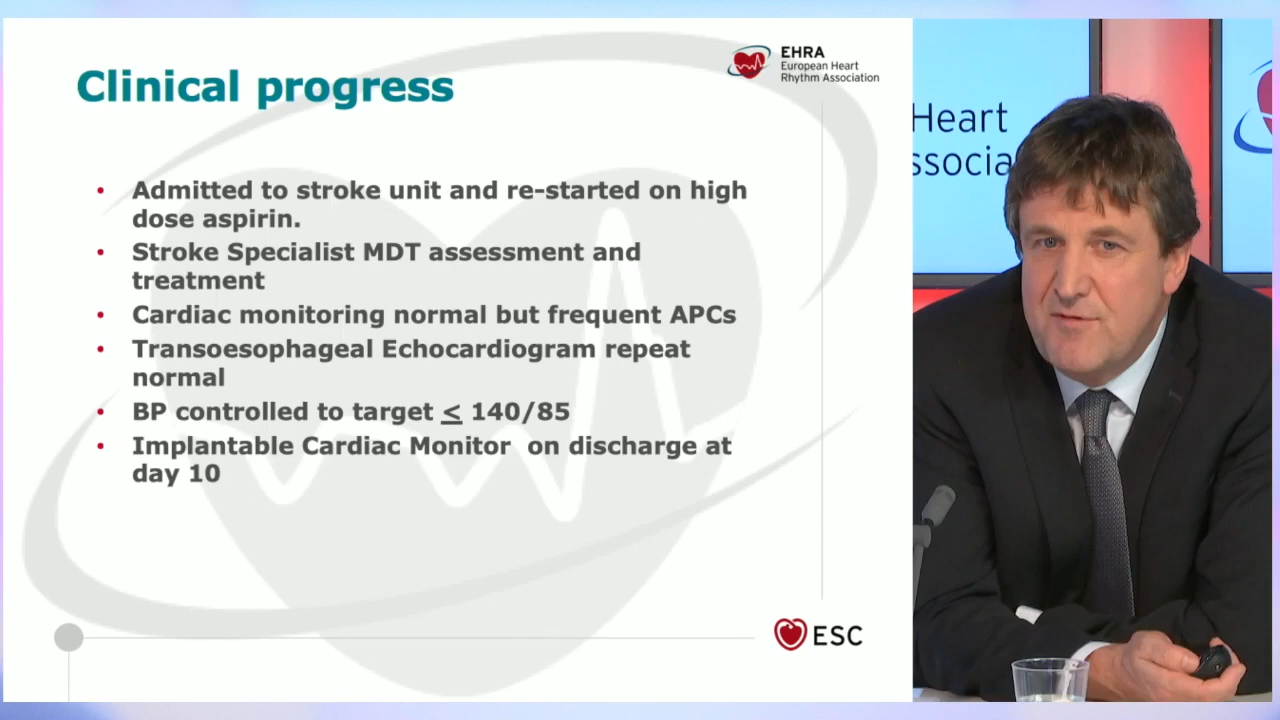 Clinical progress
EHRA
European Heart
Rhythm Association
• Admitted to stroke unit and re-started on high
dose aspirin.
• Stroke Specialist MDT assessment and
treatment
• Cardiac monitoring normal but frequent APCs
• Transoesophageal Echocardiogram repeat
normal
• BP controlled to target ≤ 140/85
• Implantable Cardiac Monitor on discharge at
day 10
ESC
Heart
ssocia